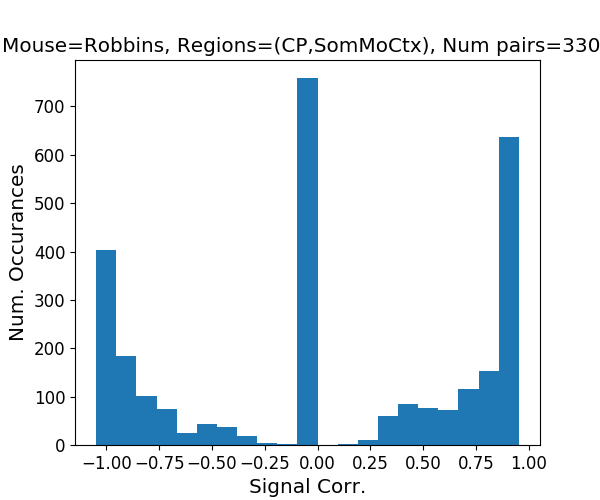 Mouse=Robbins, Regions=(CP,SomMoCtx), Num pairs=330
Num. Occurances
700
600
500
400
300
200
100
0
−1.00 −0.75 −0.50 −0.25 0.00 0.25 0.50 0.75 1.00
Signal Corr.